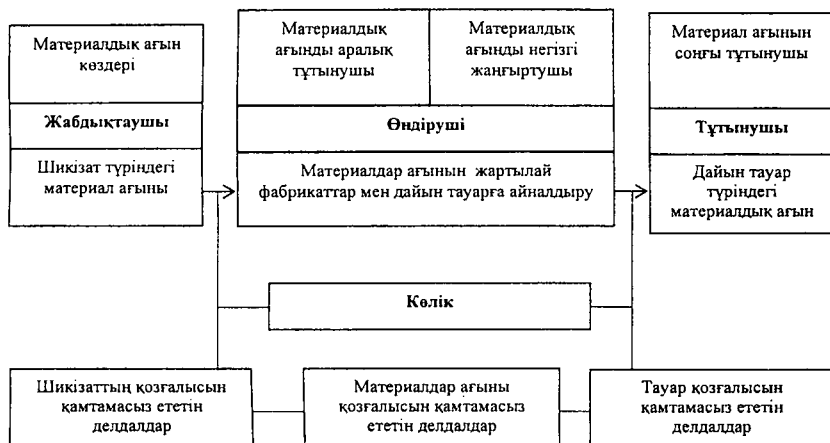 Материалдық ағын
көздері
Жабдықтаушы
Шикізат түріндегі
материал ағыны
Материалдық
ағынды аралық
тұтынушы
Материалдық
ағынды негізгі
жаңғыртушы
Өндіруші
Материалдар ағынын жартылай
фабрикаттар мен дайын тауарға айналдыру
Материал ағынын
соңғы тұтынушы
Тұтынушы
Дайын тауар
түріндегі
материалдық ағын
Көлік
Шикізаттың қозғалысын
қамтамасыз ететін
делдалдар
Материалдар ағыны
қозғалысын қамтамасыз
ететін делдалдар
Тауар қозғалысын
қамтамасыз ететін
делдалдар